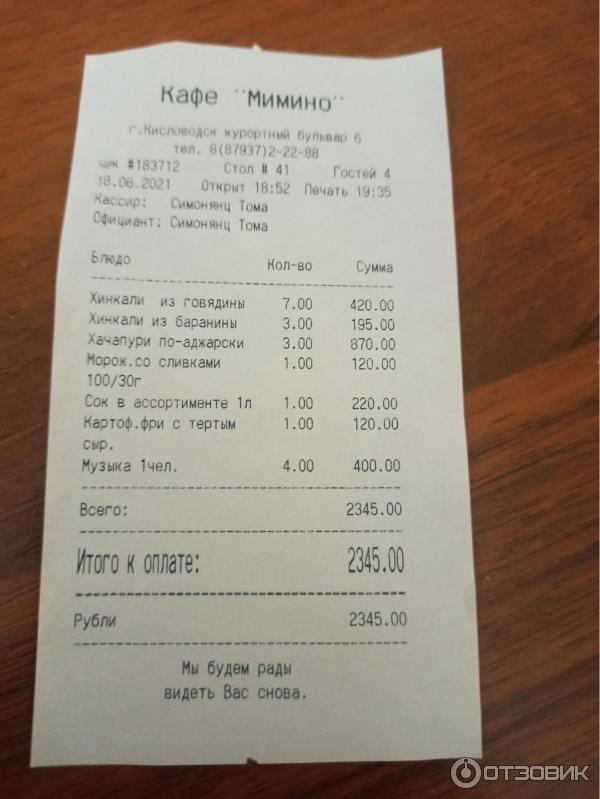 Кафе "Мимино"
г.Кисловодск курортный бульвар 6
тел. 8(87937)2-22-88
чек #183712 Стол # 41 Гостей 4
18.06.2021 Открыт 18:52 Печать 19:35
Кассир: Симонянц Тома
Официант: Симонянц Тома
Блюдо Кол-во Сумма
Хинкали из говядины 7.00 420.00
Хинкали из баранины 3.00 195.00
Хачапури по-аджарски 3.00 870.00
Морож.со сливками 1.00 120.00
100/30г
Сок в ассортименте 1л 1.00 220.00
Картоф.фри с тертым 1.00 120.00
сыр.
Музыка 1чел. 4.00 400.00
Всего: 2345.00
Итого к оплате: 2345.00
Рубли 2345.00
Мы будем рады
видеть Вас снова.
ОТЗОВИК